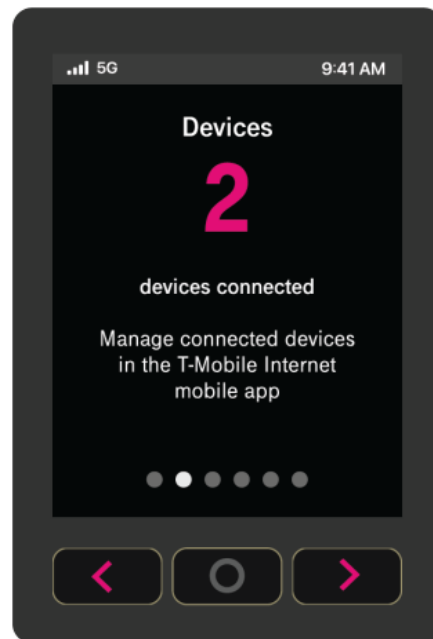 5G 9:41 AM
Devices
2
devices connected
Manage connected devices
in the T-Mobile Internet
mobile app